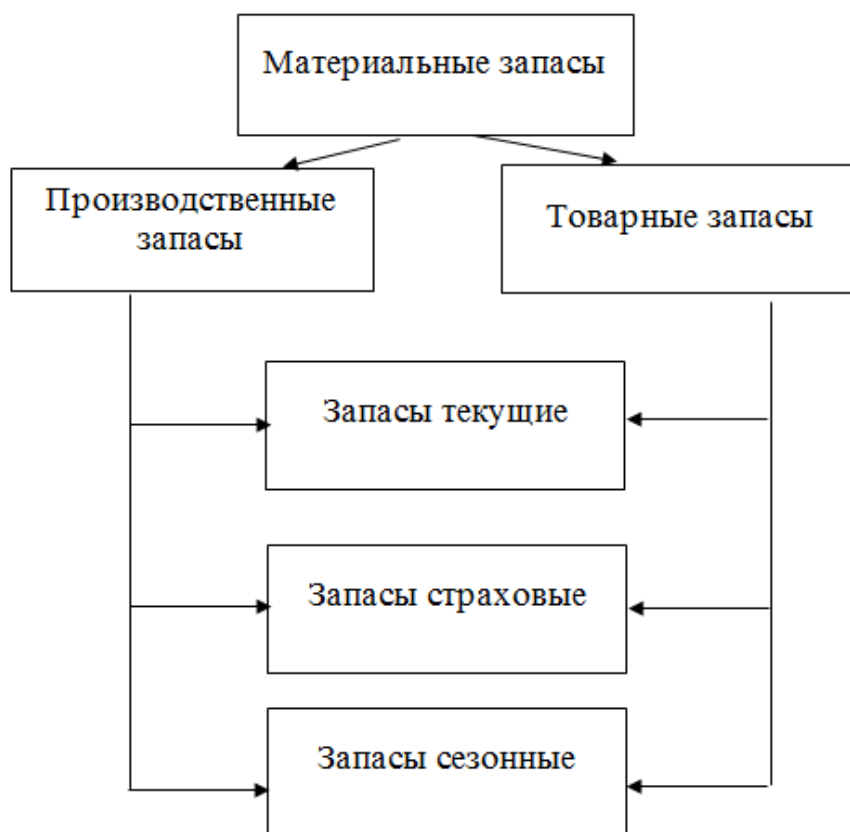 Материальные запасы
Производственные
запасы
Товарные запасы
Запасы текущие
Запасы страховые
Запасы сезонные